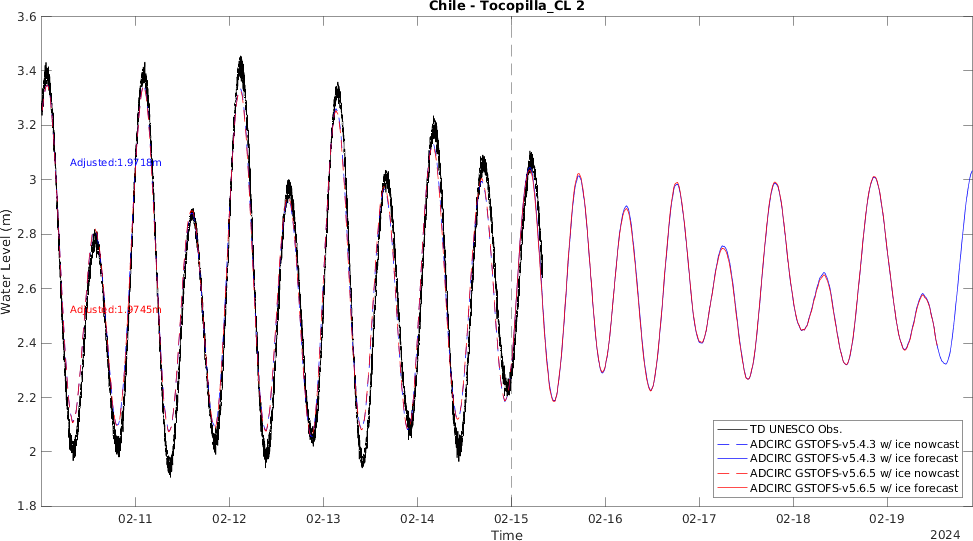 Chile - Tocopilla_CL 2
3.6
3.4
3.2
3
2.8
2.6
2.4
2.2
2
1.8
Water Level (m)
Adjusted:1.9718m
Adjusted:1.9745m
TD UNESCO Obs.
ADCIRC GSTOFS-v5.4.3 w/ ice nowcast
ADCIRC GSTOFS-v5.4.3 w/ ice forecast
ADCIRC GSTOFS-v5.6.5 w/ ice nowcast
ADCIRC GSTOFS-v5.6.5 w/ ice forecast
02-11 02-12 02-13 02-14 02-15 02-16 02-17 02-18 02-19
Time
2024